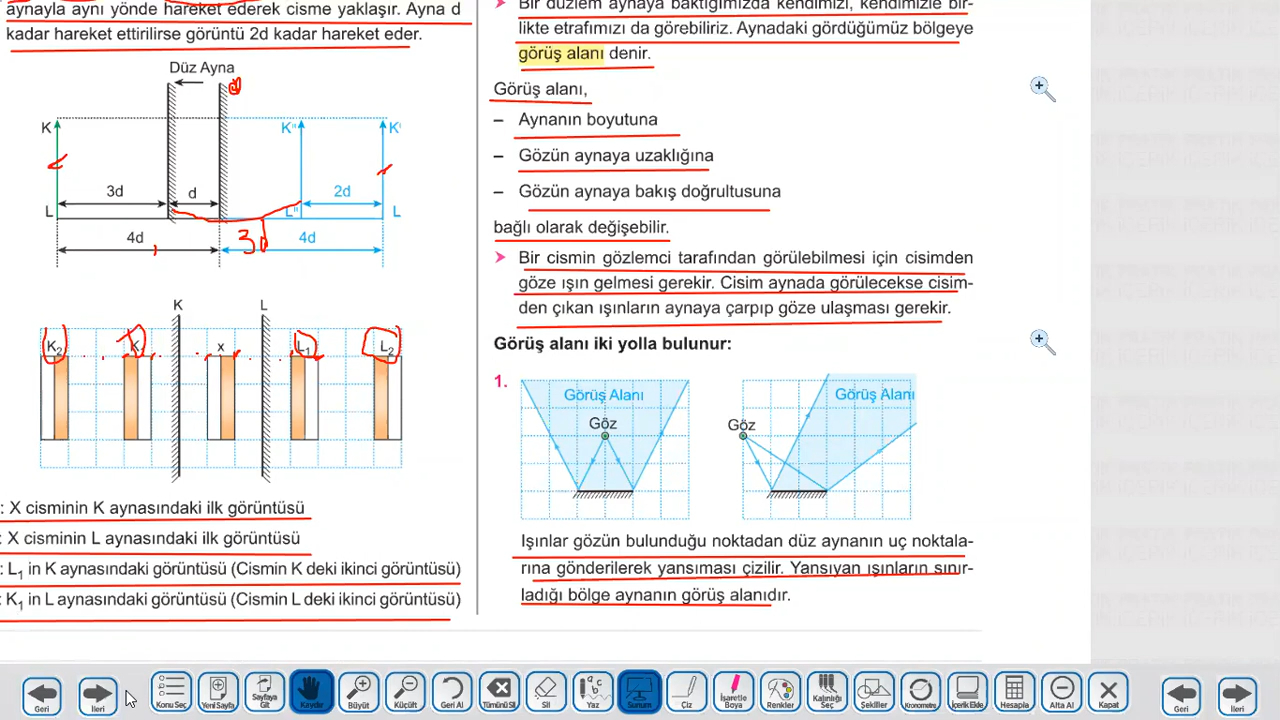 aynayla aynı yönde hareket ederek cisme yaklaşır. Ayna d
kadar hareket ettirilirse görüntü 2d kadar hareket eder.
Düz Ayna
d
K
K"
K'
3d
d
2d
L
L"
L
4d
3d
4d
K
L
K2
K1
x
L1
L2
: X cisminin K aynasındaki ilk görüntüsü
: X cisminin L aynasındaki ilk görüntüsü
: L1 in K aynasındaki görüntüsü (Cismin K deki ikinci görüntüsü)
: K1 in L aynasındaki görüntüsü (Cismin L deki ikinci görüntüsü)
Bir düzlem aynaya baktığımızda kendimizi, kendimizle bir-
likte etrafımızı da görebiliriz. Aynadaki gördüğümüz bölgeye
görüş alanı denir.
Görüş alanı,
– Aynanın boyutuna
– Gözün aynaya uzaklığına
– Gözün aynaya bakış doğrultusuna
bağlı olarak değişebilir.
Bir cismin gözlemci tarafından görülebilmesi için cisimden
göze ışın gelmesi gerekir. Cisim aynada görülecekse cisim-
den çıkan ışınların aynaya çarpıp göze ulaşması gerekir.
Görüş alanı iki yolla bulunur:
1.
Görüş Alanı
Göz
Görüş Alanı
Göz
Işınlar gözün bulunduğu noktadan düz aynanın uç noktala-
rına gönderilerek yansıması çizilir. Yansıyan ışınların sınır-
ladığı bölge aynanın görüş alanıdır.
Geri
İleri
Konu Seç
Yeni Sayfa
Sayfaya Git
Kaydır
Büyüt
Küçült
Geri Al
Tümünü Sil
Sil
a b c
Yaz
Sunum
Çiz
İşaretle Boya
Renkler
Kalınlığı Seç
Şekiller
Kronometre
İçerik Ekle
Hesapla
Alta Al
Kapat
Geri
İleri